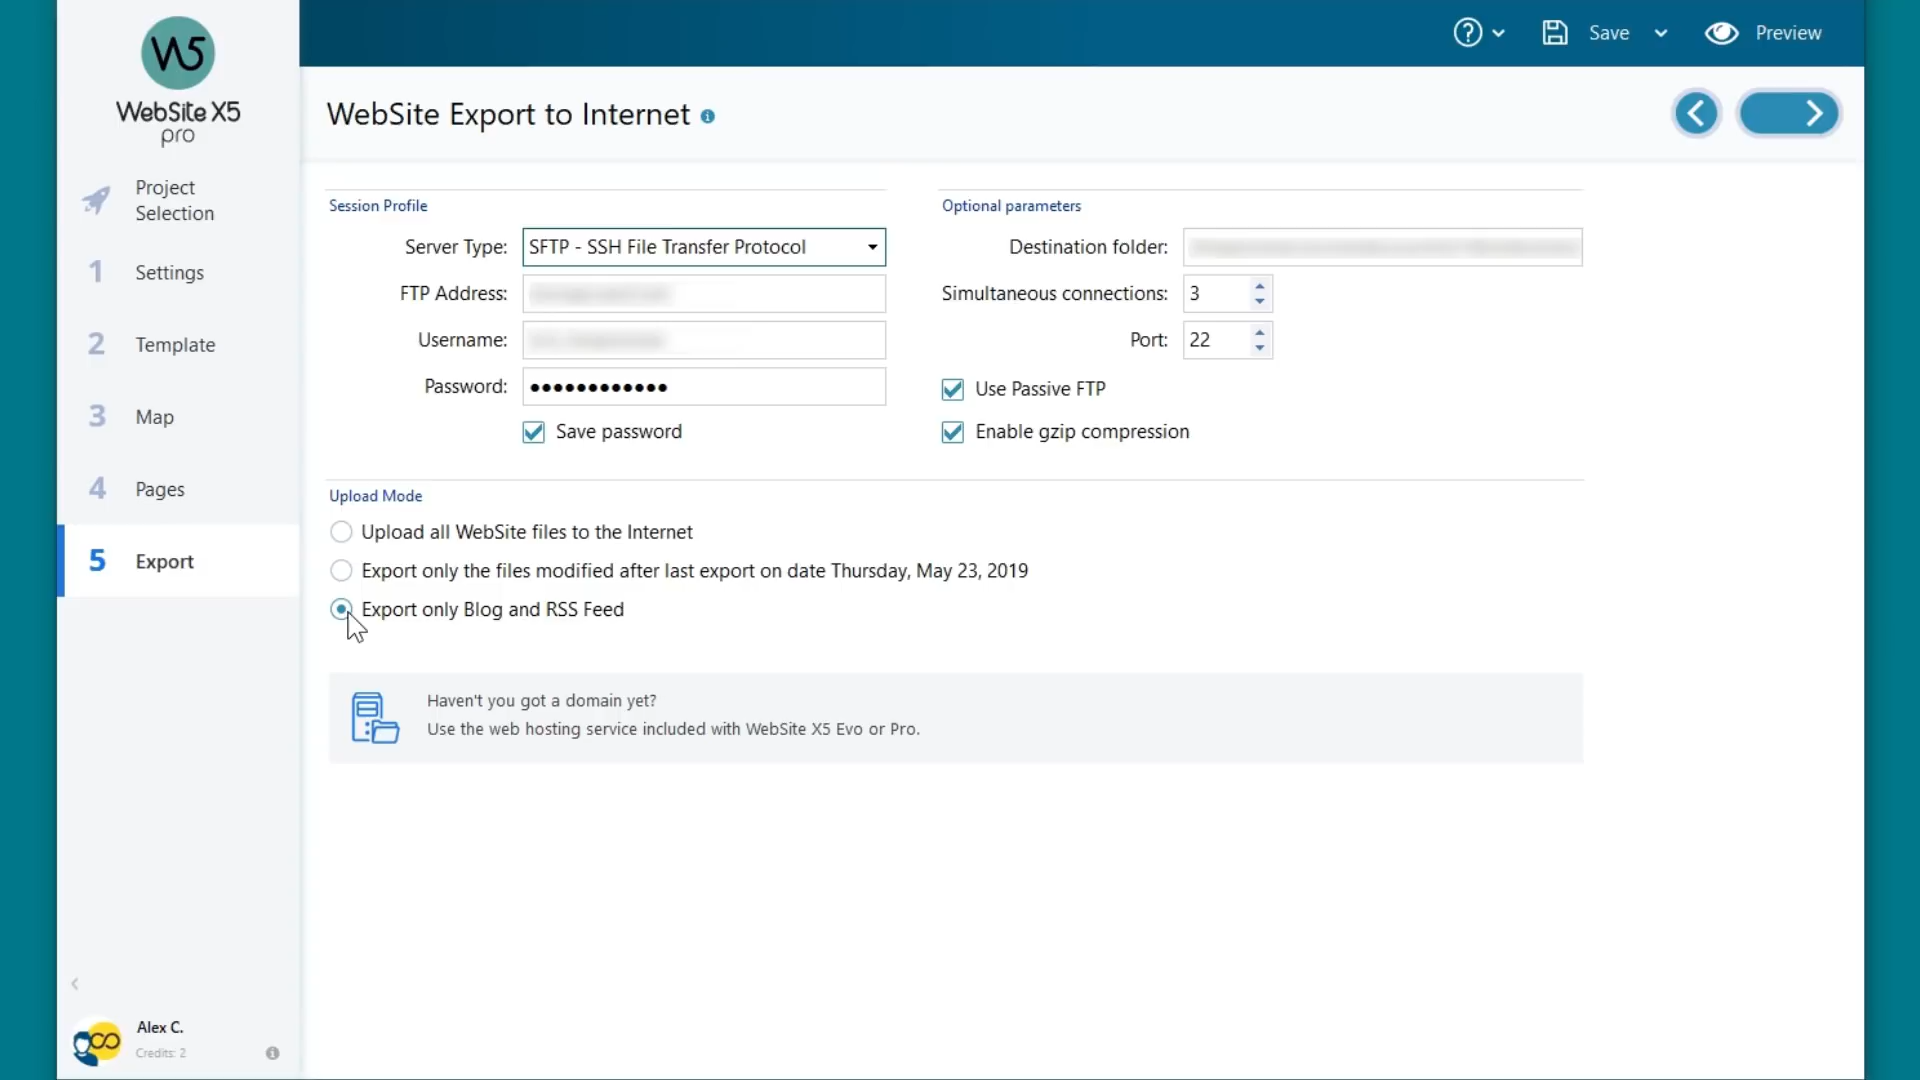 W5
WebSite X5
pro
Project
Selection
1 Settings
2 Template
3 Map
4 Pages
5 Export
Alex C.
Credits: 2
Save
Preview
WebSite Export to Internet
Session Profile
Server Type: SFTP - SSH File Transfer Protocol
FTP Address:
Username:
Password: ••••••••••••
Save password
Optional parameters
Destination folder:
Simultaneous connections: 3
Port: 22
Use Passive FTP
Enable gzip compression
Upload Mode
Upload all WebSite files to the Internet
Export only the files modified after last export on date Thursday, May 23, 2019
Export only Blog and RSS Feed
Haven't you got a domain yet?
Use the web hosting service included with WebSite X5 Evo or Pro.